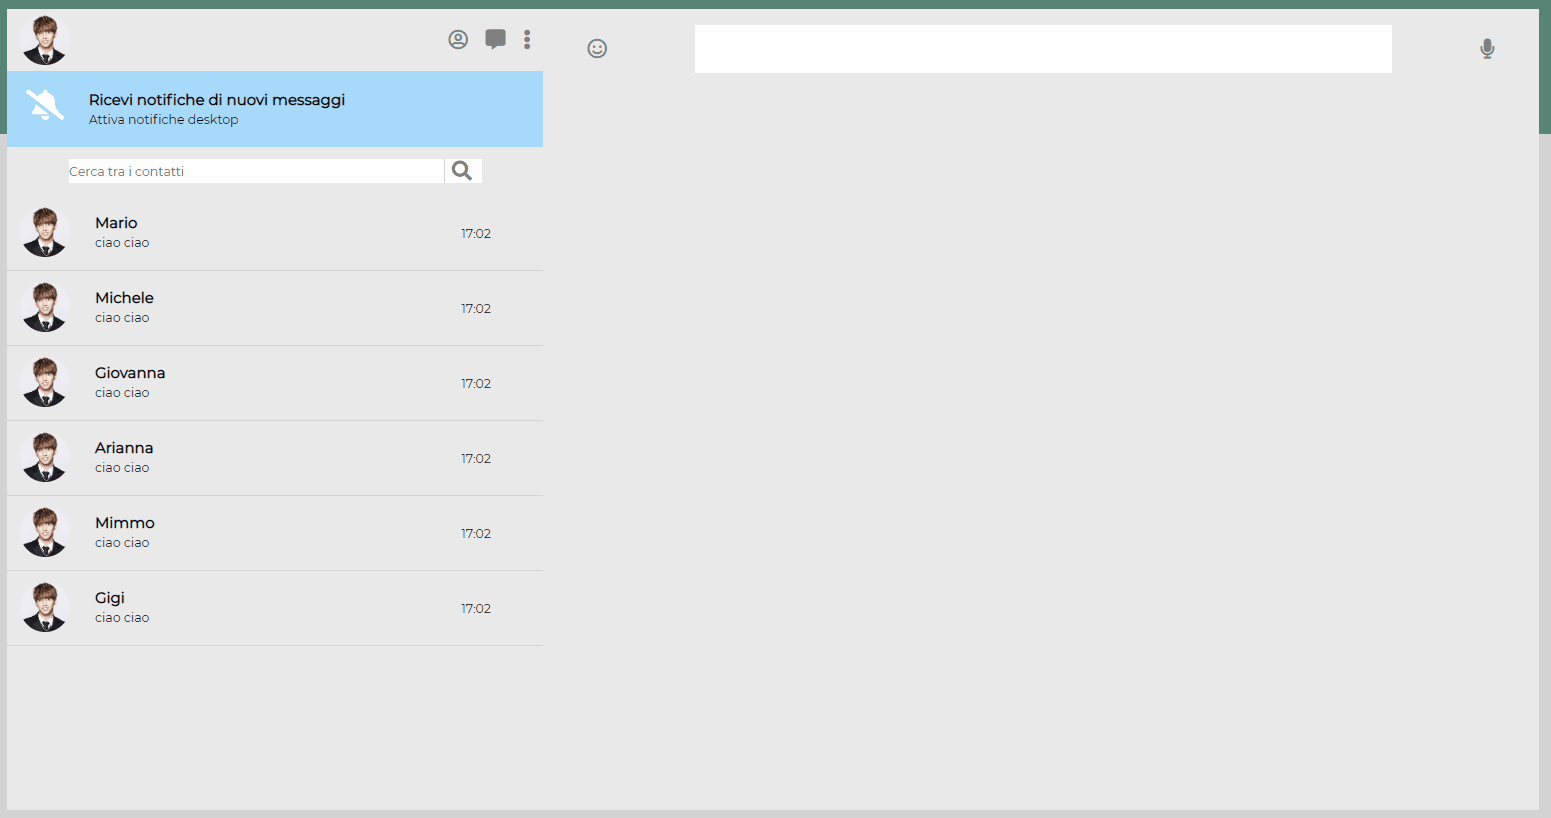 Ricevi notifiche di nuovi messaggi
Attiva notifiche desktop
Cerca tra i contatti
Mario
ciao ciao
17:02
Michele
ciao ciao
17:02
Giovanna
ciao ciao
17:02
Arianna
ciao ciao
17:02
Mimmo
ciao ciao
17:02
Gigi
ciao ciao
17:02